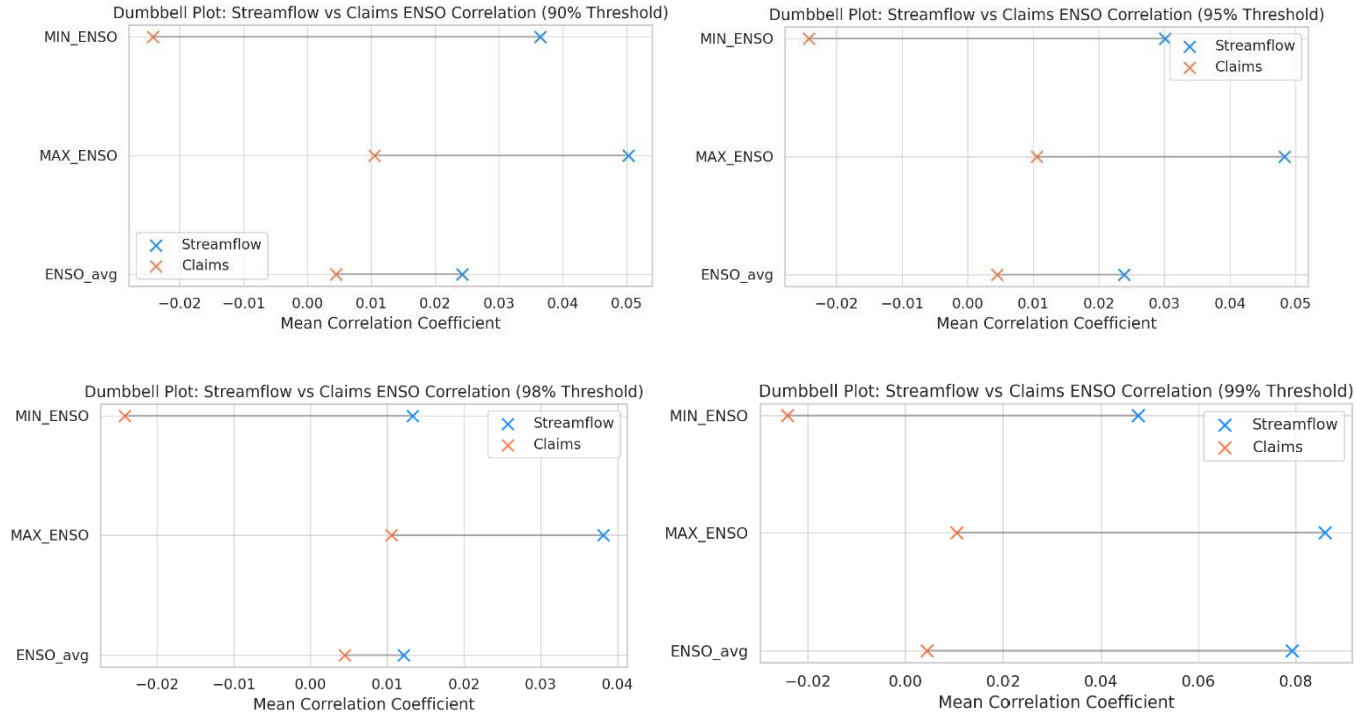 Dumbbell Plot: Streamflow vs Claims ENSO Correlation (90% Threshold)
MIN_ENSO
MAX_ENSO
ENSO_avg
Streamflow
Claims
−0.02 −0.01 0.00 0.01 0.02 0.03 0.04 0.05
Mean Correlation Coefficient
Dumbbell Plot: Streamflow vs Claims ENSO Correlation (95% Threshold)
MIN_ENSO
Streamflow
Claims
MAX_ENSO
ENSO_avg
−0.02 −0.01 0.00 0.01 0.02 0.03 0.04 0.05
Mean Correlation Coefficient
Dumbbell Plot: Streamflow vs Claims ENSO Correlation (98% Threshold)
MIN_ENSO
Streamflow
Claims
MAX_ENSO
ENSO_avg
−0.02 −0.01 0.00 0.01 0.02 0.03 0.04
Mean Correlation Coefficient
Dumbbell Plot: Streamflow vs Claims ENSO Correlation (99% Threshold)
MIN_ENSO
Streamflow
Claims
MAX_ENSO
ENSO_avg
−0.02 0.00 0.02 0.04 0.06 0.08
Mean Correlation Coefficient